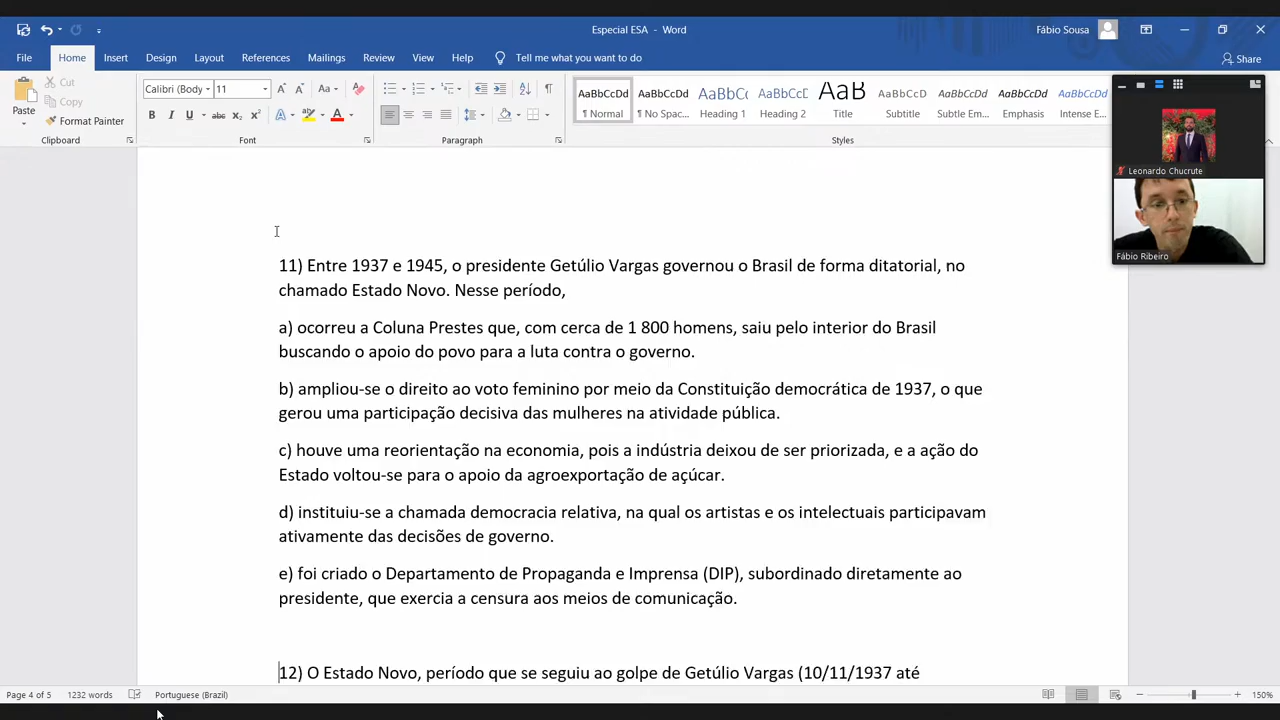 Especial ESA - Word
Fábio Sousa
File Home Insert Design Layout References Mailings Review View Help Tell me what you want to do Share
Paste
Cut
Copy
Format Painter
Clipboard
Calibri (Body 11
Font
Paragraph
AaBbCcDd AaBbCcDd AaBbC( AaBbCcE AaB AaBbCcD AaBbCcDd AaBbCcDd AaBbCcDd
¶ Normal ¶ No Spac... Heading 1 Heading 2 Title Subtitle Subtle Em... Emphasis Intense E...
Styles
Leonardo Chucrute
Fábio Ribeiro
11) Entre 1937 e 1945, o presidente Getúlio Vargas governou o Brasil de forma ditatorial, no
chamado Estado Novo. Nesse período,
a) ocorreu a Coluna Prestes que, com cerca de 1 800 homens, saiu pelo interior do Brasil
buscando o apoio do povo para a luta contra o governo.
b) ampliou-se o direito ao voto feminino por meio da Constituição democrática de 1937, o que
gerou uma participação decisiva das mulheres na atividade pública.
c) houve uma reorientação na economia, pois a indústria deixou de ser priorizada, e a ação do
Estado voltou-se para o apoio da agroexportação de açúcar.
d) instituiu-se a chamada democracia relativa, na qual os artistas e os intelectuais participavam
ativamente das decisões de governo.
e) foi criado o Departamento de Propaganda e Imprensa (DIP), subordinado diretamente ao
presidente, que exercia a censura aos meios de comunicação.
12) O Estado Novo, período que se seguiu ao golpe de Getúlio Vargas (10/11/1937 até
Page 4 of 5 1232 words Portuguese (Brazil) 150%